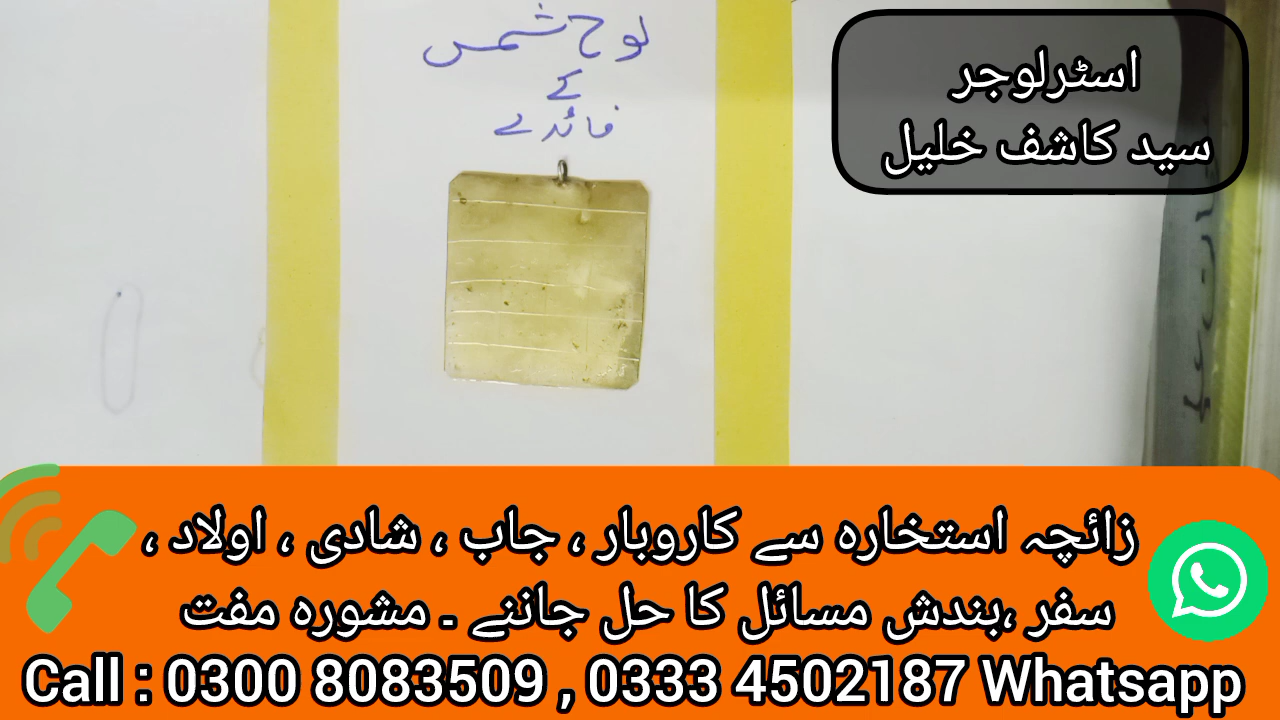 لوح شمس
کے
فائدے
اسٹرلوجر
سید کاشف خلیل
زائچہ استخارہ سے کاروبار ، جاب ، شادی ، اولاد ،
سفر ،بندش مسائل کا حل جاننے ۔ مشورہ مفت
Call : 0300 8083509 , 0333 4502187 Whatsapp